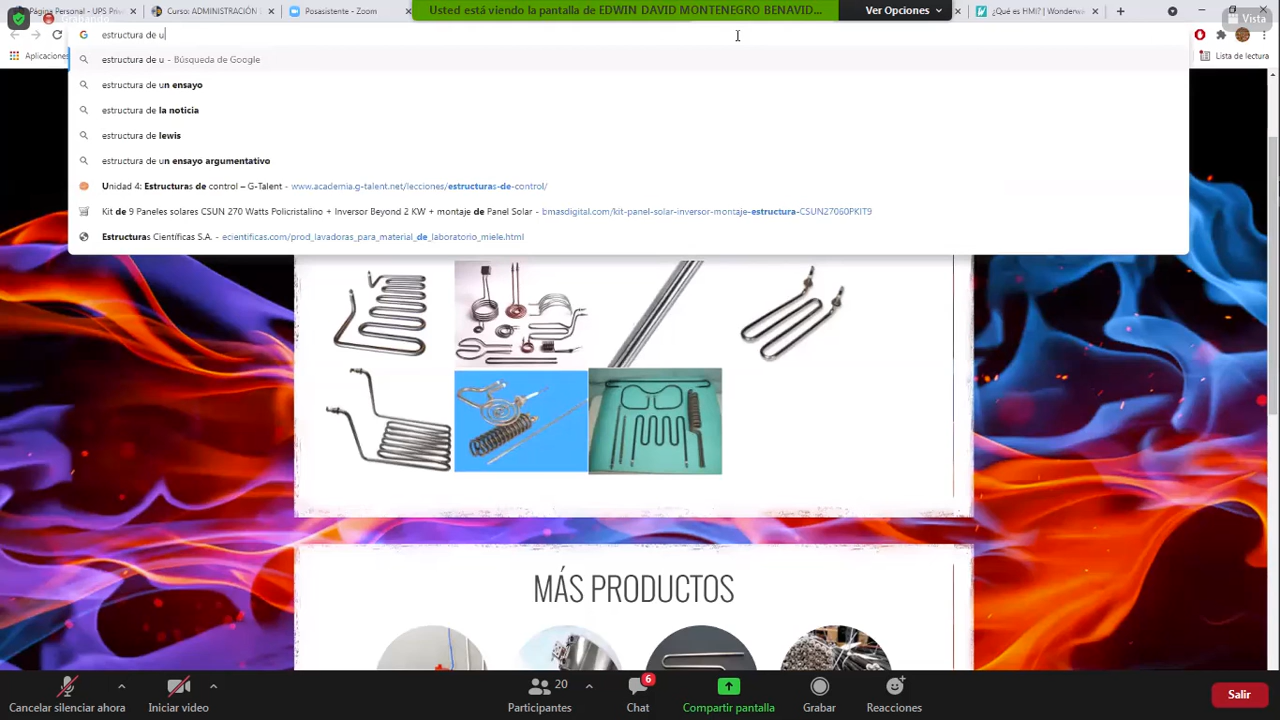 Página Personal - UPS Priva
Curso: ADMINISTRACIÓN
Posasistente - Zoom
Usted está viendo la pantalla de EDWIN DAVID MONTENEGRO BENAVID...
Ver Opciones
¿Qué es HMI? | Wonderwa
Grabando
Vista
estructura de u
Aplicaciones
Lista de lectura
estructura de u - Búsqueda de Google
estructura de un ensayo
estructura de la noticia
estructura de lewis
estructura de un ensayo argumentativo
Unidad 4: Estructuras de control – G-Talent - www.academia.g-talent.net/lecciones/estructuras-de-control/
Kit de 9 Paneles solares CSUN 270 Watts Policristalino + Inversor Beyond 2 KW + montaje de Panel Solar - bmasdigital.com/kit-panel-solar-inversor-montaje-estructura-CSUN27060PKIT9
Estructuras Científicas S.A. - ecientificas.com/prod_lavadoras_para_material_de_laboratorio_miele.html
MÁS PRODUCTOS
20
6
Salir
Cancelar silenciar ahora
Iniciar video
Participantes
Chat
Compartir pantalla
Grabar
Reacciones